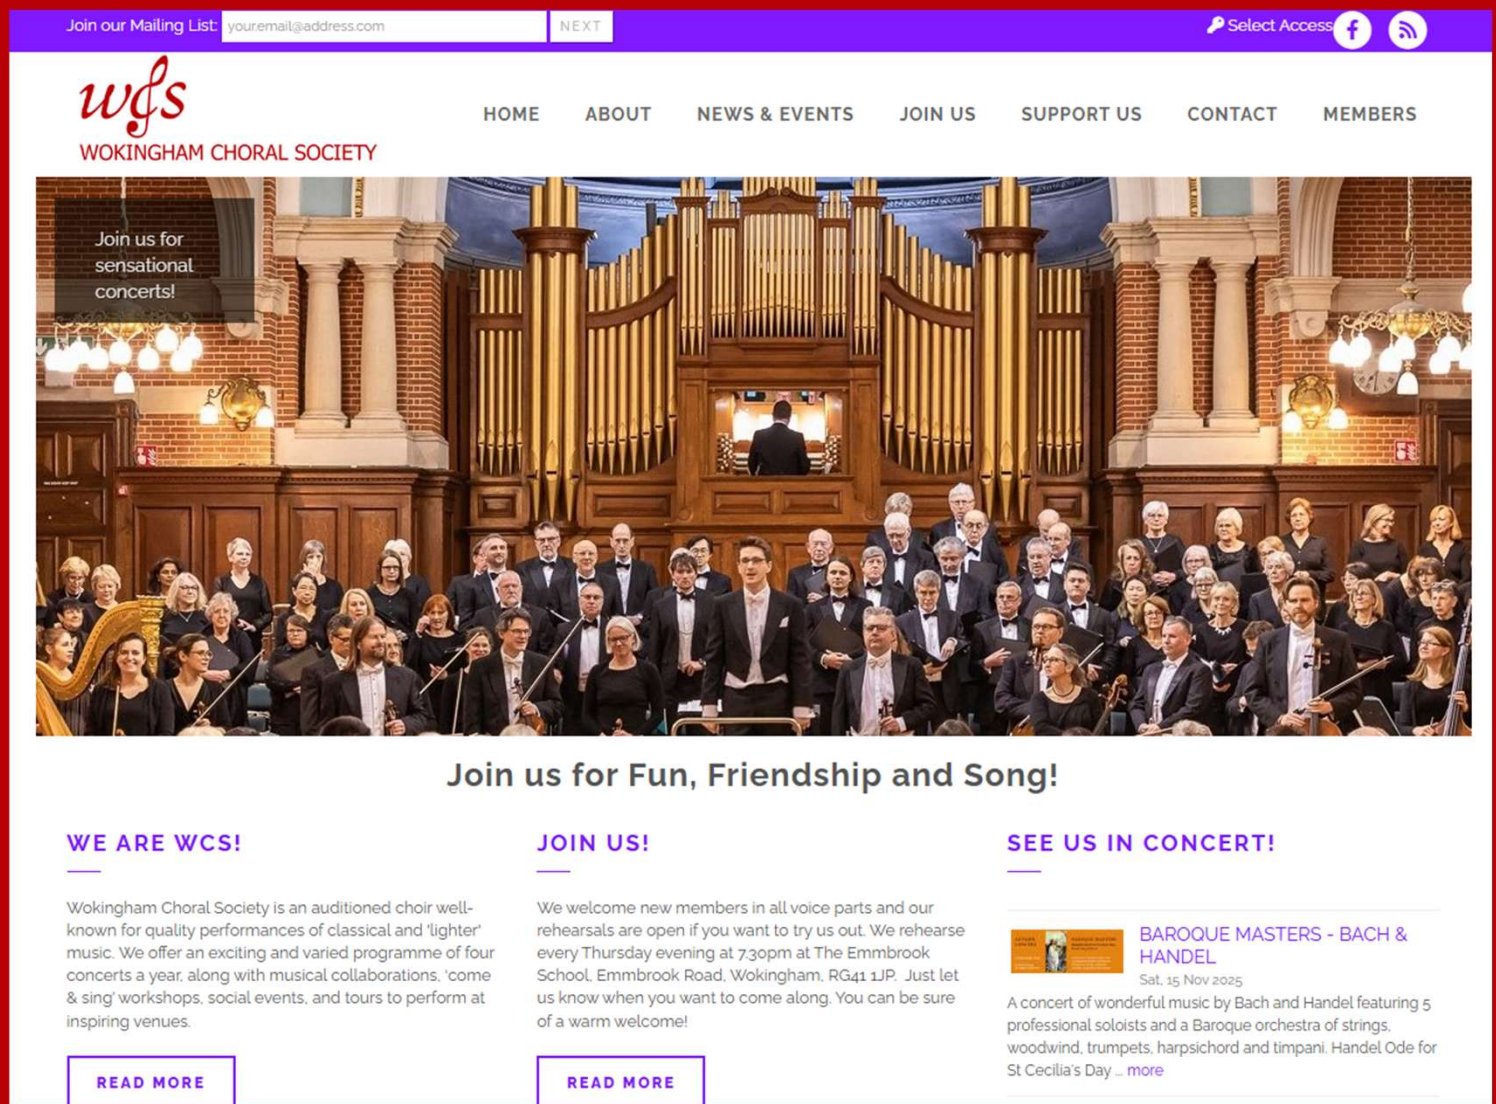 Join our Mailing List:
your.email@address.com
NEXT
Select Access
wcs
WOKINGHAM CHORAL SOCIETY
HOME
ABOUT
NEWS & EVENTS
JOIN US
SUPPORT US
CONTACT
MEMBERS
Join us for
sensational
concerts!
Join us for Fun, Friendship and Song!
WE ARE WCS!
Wokingham Choral Society is an auditioned choir well-
known for quality performances of classical and 'lighter'
music. We offer an exciting and varied programme of four
concerts a year, along with musical collaborations, 'come
& sing' workshops, social events, and tours to perform at
inspiring venues.
READ MORE
JOIN US!
We welcome new members in all voice parts and our
rehearsals are open if you want to try us out. We rehearse
every Thursday evening at 7.30pm at The Emmbrook
School, Emmbrook Road, Wokingham, RG41 1JP. Just let
us know when you want to come along. You can be sure
of a warm welcome!
READ MORE
SEE US IN CONCERT!
BAROQUE MASTERS - BACH &
HANDEL
Sat, 15 Nov 2025
A concert of wonderful music by Bach and Handel featuring 5
professional soloists and a Baroque orchestra of strings,
woodwind, trumpets, harpsichord and timpani. Handel Ode for
St Cecilia's Day ... more